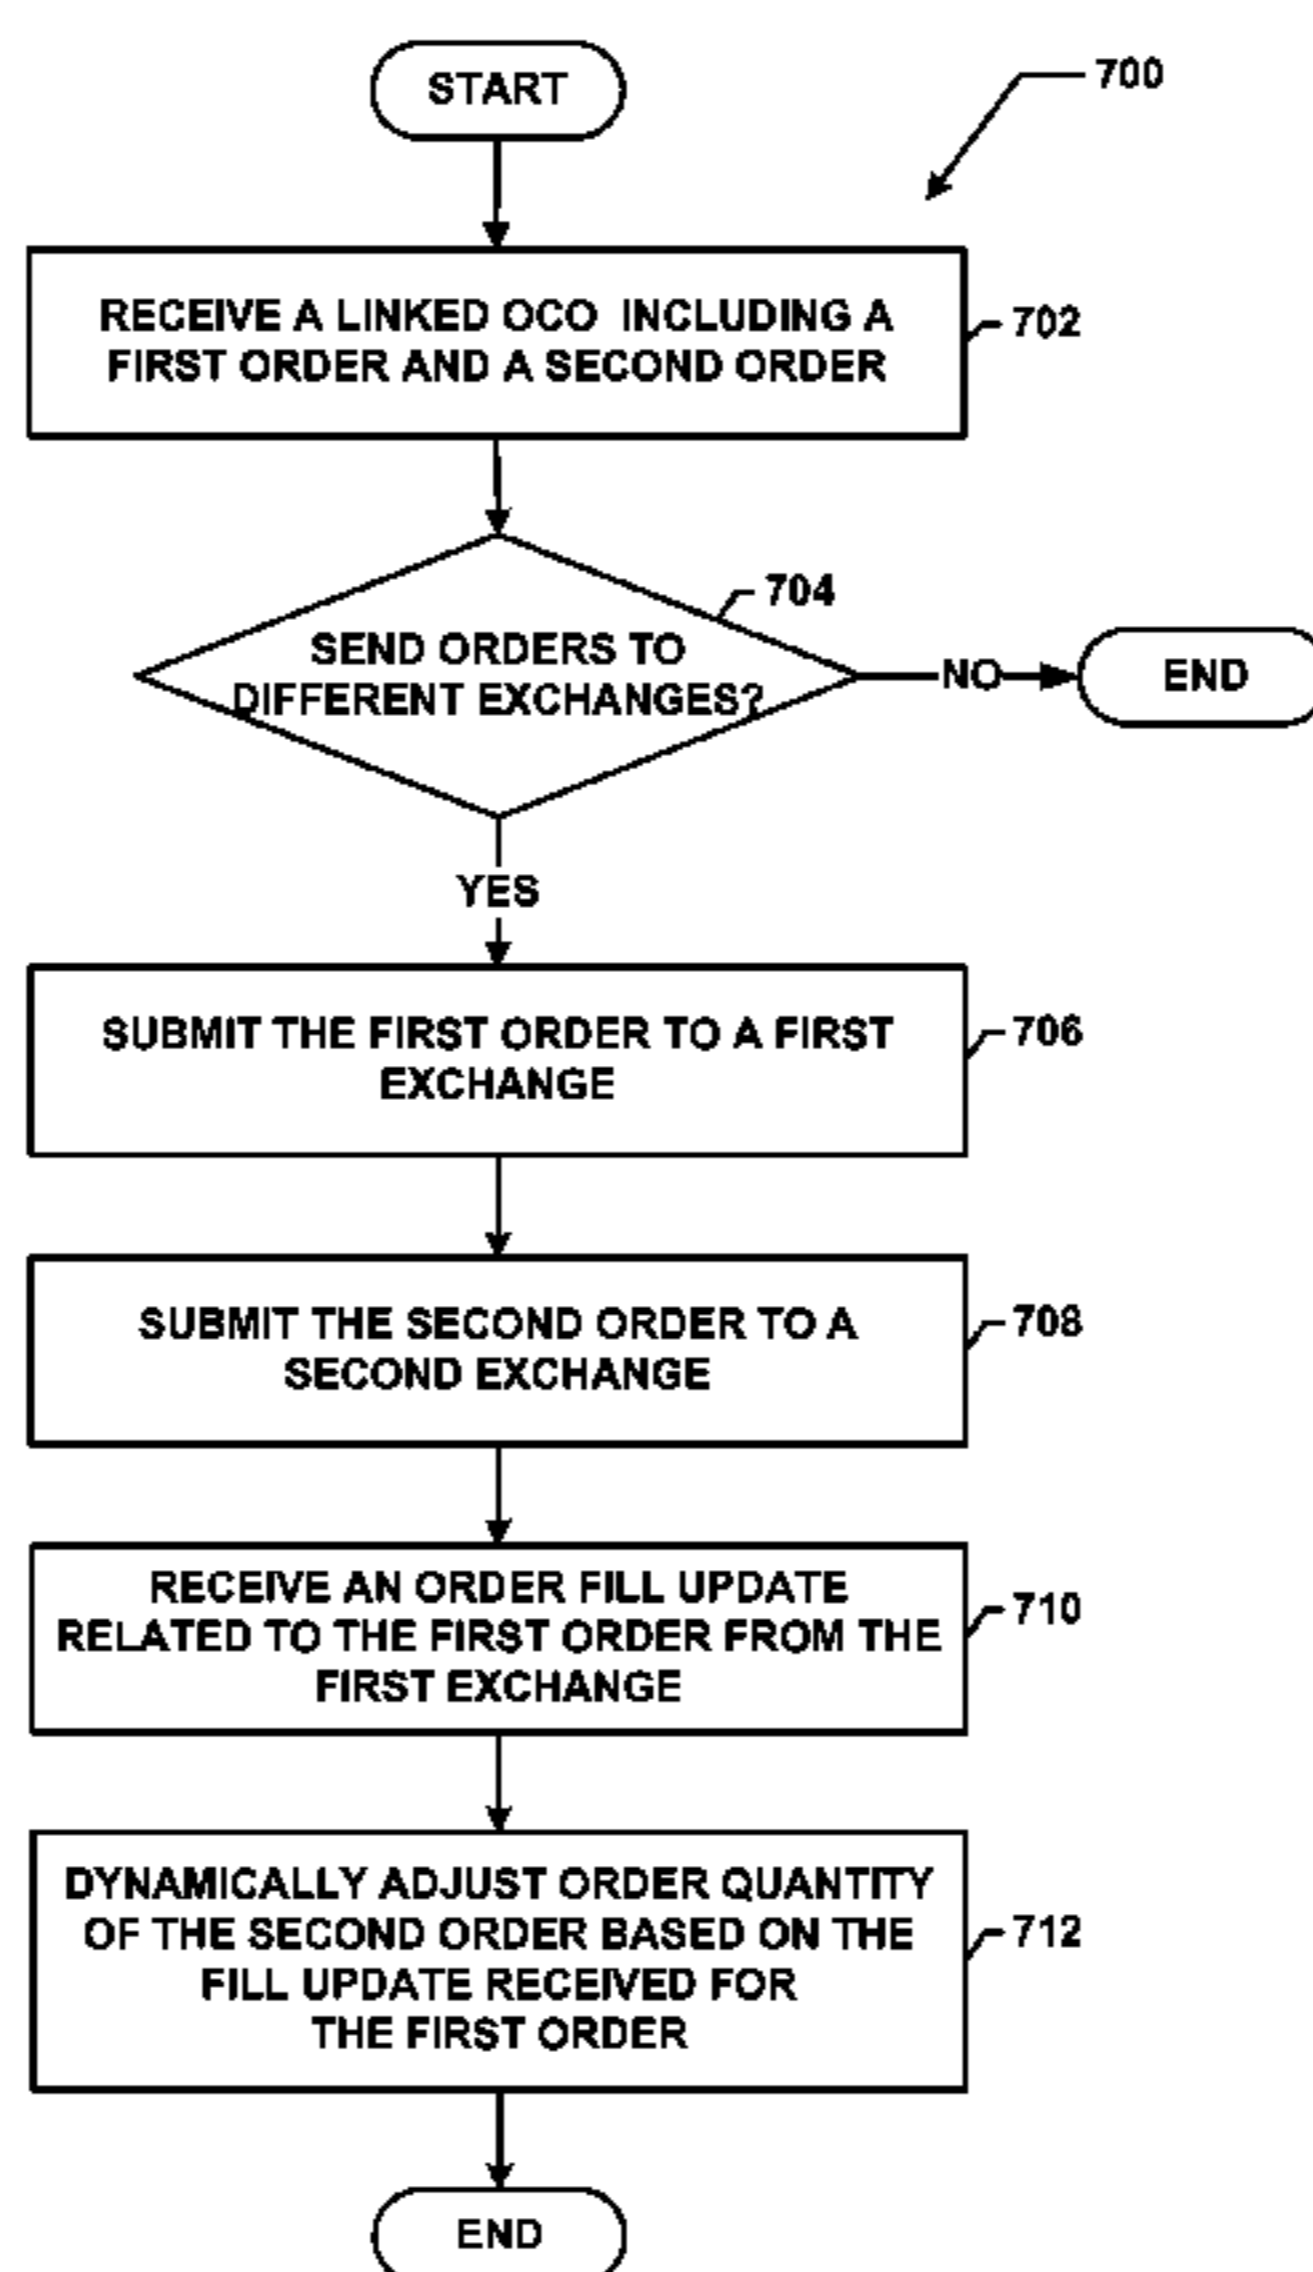 START
700
RECEIVE A LINKED OCO INCLUDING A
FIRST ORDER AND A SECOND ORDER
702
704
SEND ORDERS TO
DIFFERENT EXCHANGES?
NO
END
YES
SUBMIT THE FIRST ORDER TO A FIRST
EXCHANGE
706
SUBMIT THE SECOND ORDER TO A
SECOND EXCHANGE
708
RECEIVE AN ORDER FILL UPDATE
RELATED TO THE FIRST ORDER FROM THE
FIRST EXCHANGE
710
DYNAMICALLY ADJUST ORDER QUANTITY
OF THE SECOND ORDER BASED ON THE
FILL UPDATE RECEIVED FOR
THE FIRST ORDER
712
END